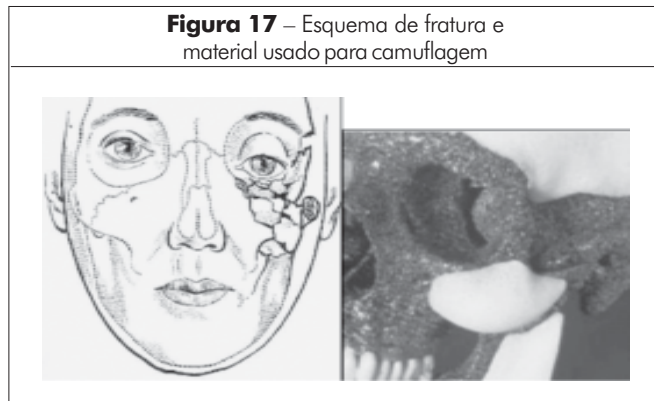 Figura 17 – Esquema de fratura e
material usado para camuflagem